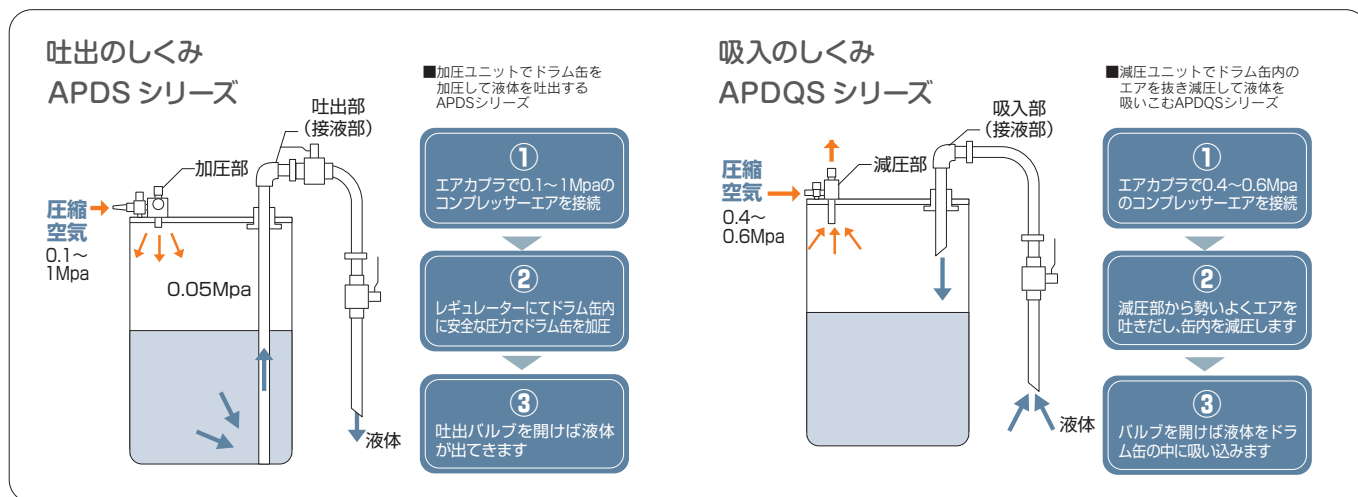 吐出のしくみ
APDS シリーズ
■加圧ユニットでドラム缶を
加圧して液体を吐出する
APDSシリーズ
吐出部
（接液部）
加圧部
圧縮
空気
0.1～
1Mpa
0.05Mpa
液体
①
エアカプラで0.1～1Mpaの
コンプレッサーエアを接続
②
レギュレーターにてドラム缶内
に安全な圧力でドラム缶を加圧
③
吐出バルブを開けば液体
が出てきます
吸入のしくみ
APDQS シリーズ
■減圧ユニットでドラム缶内の
エアを抜き減圧して液体を
吸いこむAPDQSシリーズ
吸入部
（接液部）
減圧部
圧縮
空気
0.4～
0.6Mpa
液体
①
エアカプラで0.4～0.6Mpa
のコンプレッサーエアを接続
②
減圧部から勢いよくエアを
吐きだし、缶内を減圧します
③
バルブを開けば液体をドラ
ム缶の中に吸い込みます